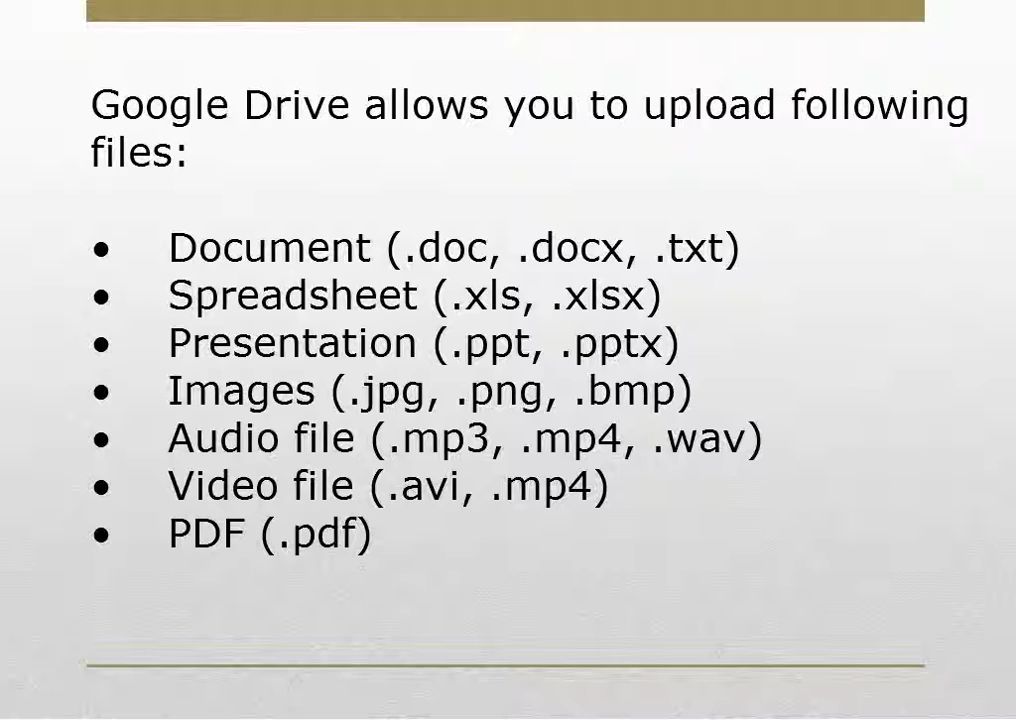 Google Drive allows you to upload following
files:
• Document (.doc, .docx, .txt)
• Spreadsheet (.xls, .xlsx)
• Presentation (.ppt, .pptx)
• Images (.jpg, .png, .bmp)
• Audio file (.mp3, .mp4, .wav)
• Video file (.avi, .mp4)
• PDF (.pdf)